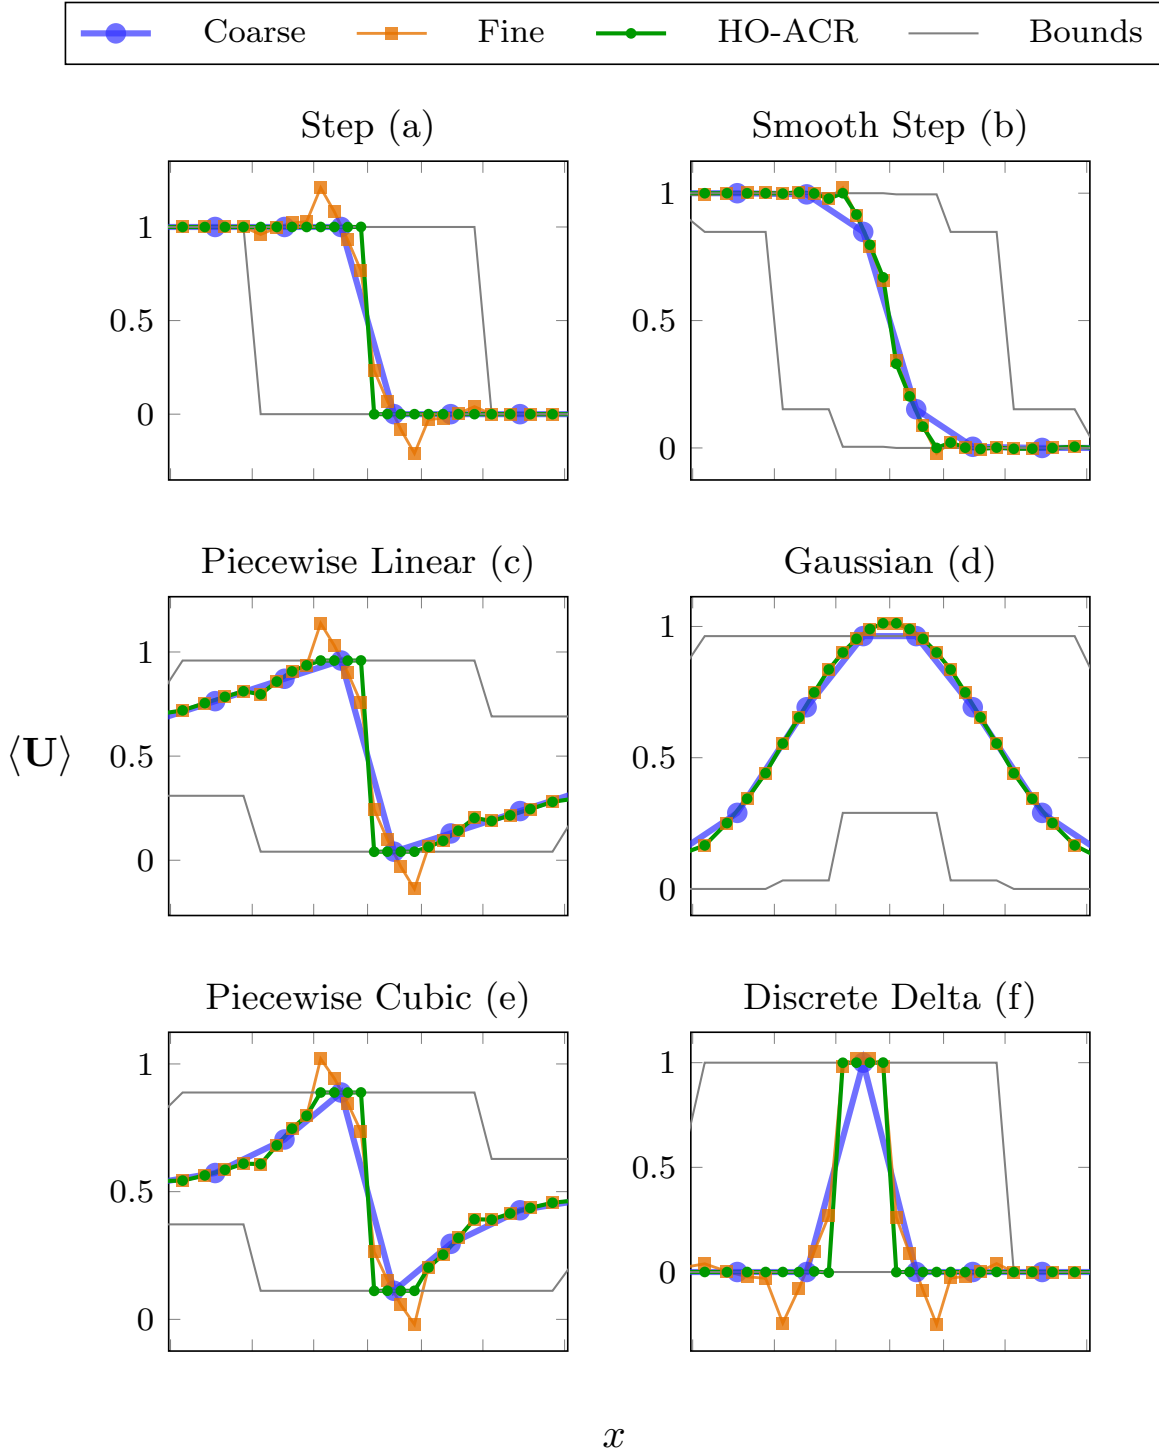 Coarse Fine HO-ACR Bounds
Step (a)
1
0.5
0
Smooth Step (b)
1
0.5
0
Piecewise Linear (c)
1
0.5
0
Gaussian (d)
1
0.5
0
⟨U⟩
Piecewise Cubic (e)
1
0.5
0
Discrete Delta (f)
1
0.5
0
x